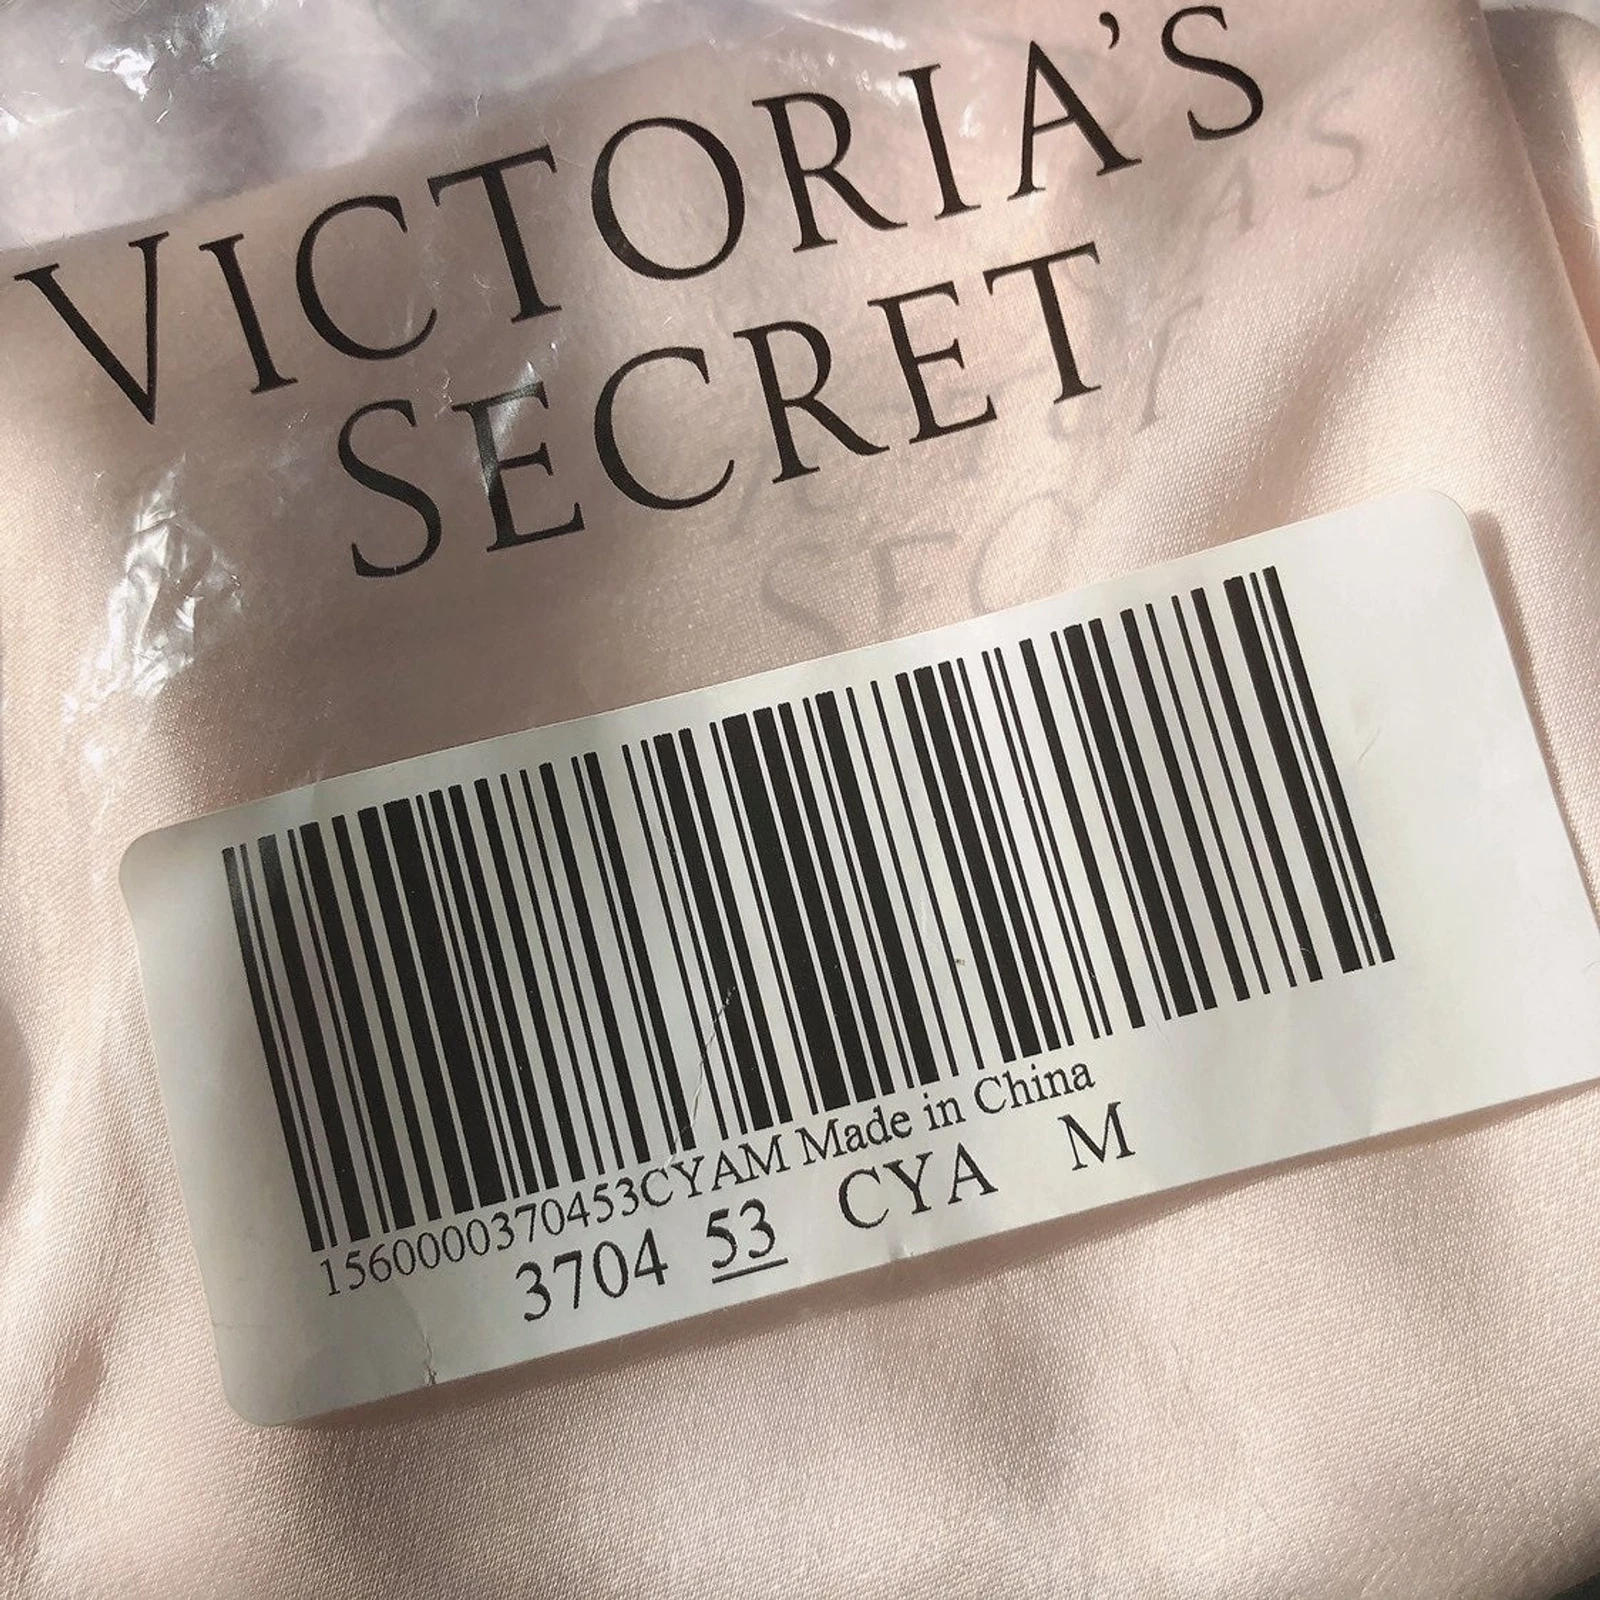 VICTORIA'S
SECRET
1560000370453CYAM Made in China
3704 53 CYA M